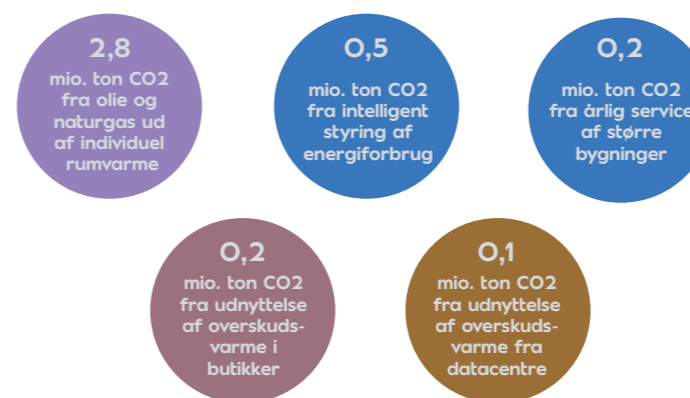 2,8
mio. ton CO2
fra olie og
naturgas ud
af individuel
rumvarme
0,5
mio. ton CO2
fra intelligent
styring af
energiforbrug
0,2
mio. ton CO2
fra årlig service
af større
bygninger
0,2
mio. ton CO2
fra udnyttelse
af overskuds-
varme i
butikker
0,1
mio. ton CO2
fra udnyttelse
af overskuds-
varme fra
datacentre